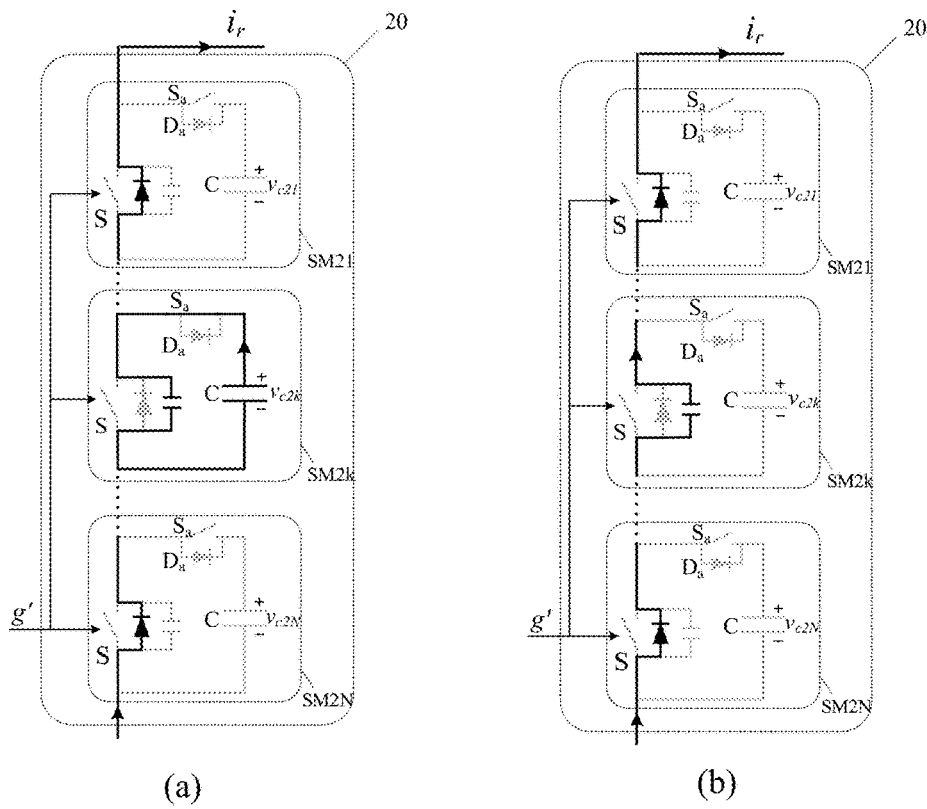 i_r
20
S_a
D_a
C
+
v_c21
−
S
SM21
S_a
D_a
C
+
v_c2k
−
S
SM2k
S_a
D_a
C
+
v_c2N
−
g'
S
SM2N
(a)
i_r
20
S_a
D_a
C
+
v_c21
−
S
SM21
S_a
D_a
C
+
v_c2k
−
S
SM2k
S_a
D_a
C
+
v_c2N
−
g'
S
SM2N
(b)